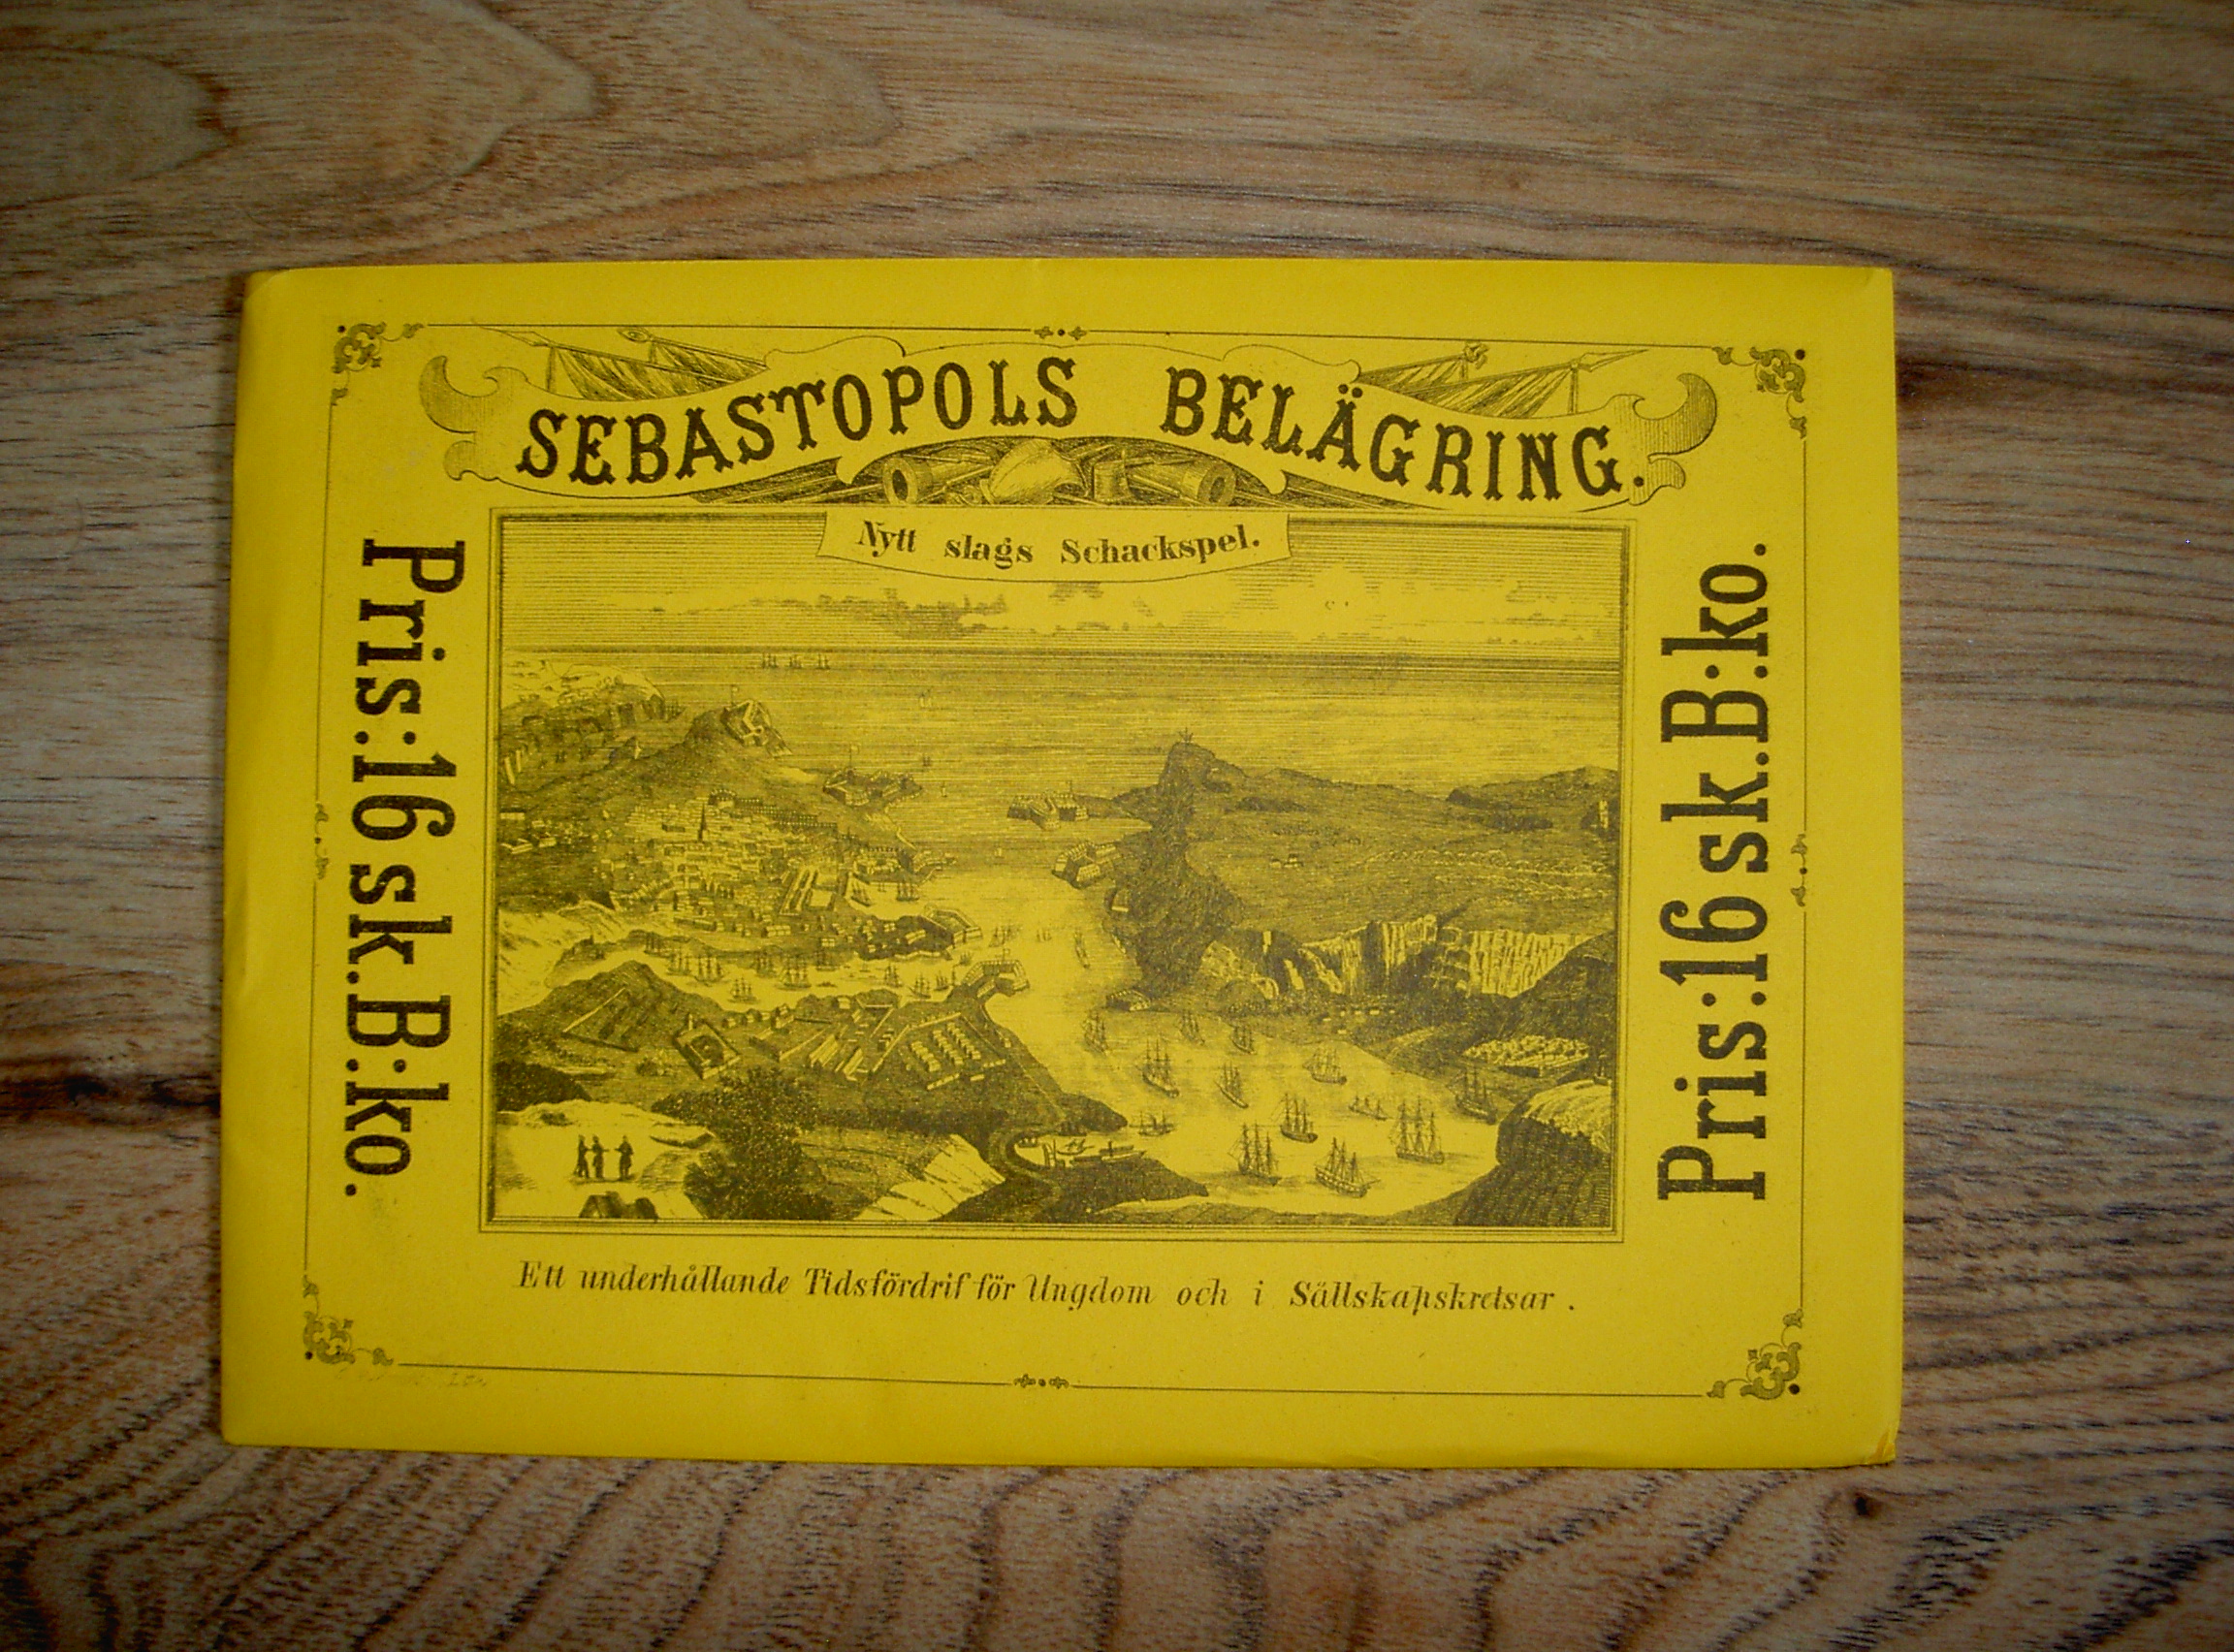 SEBASTOPOLS BELÄGRING.
Nytt slags Schackspel.
Pris:16 sk. B:ko.
Pris:16 sk. B:ko.
Ett underhållande Tidsfördrif för Ungdom och i Sällskapskretsar.